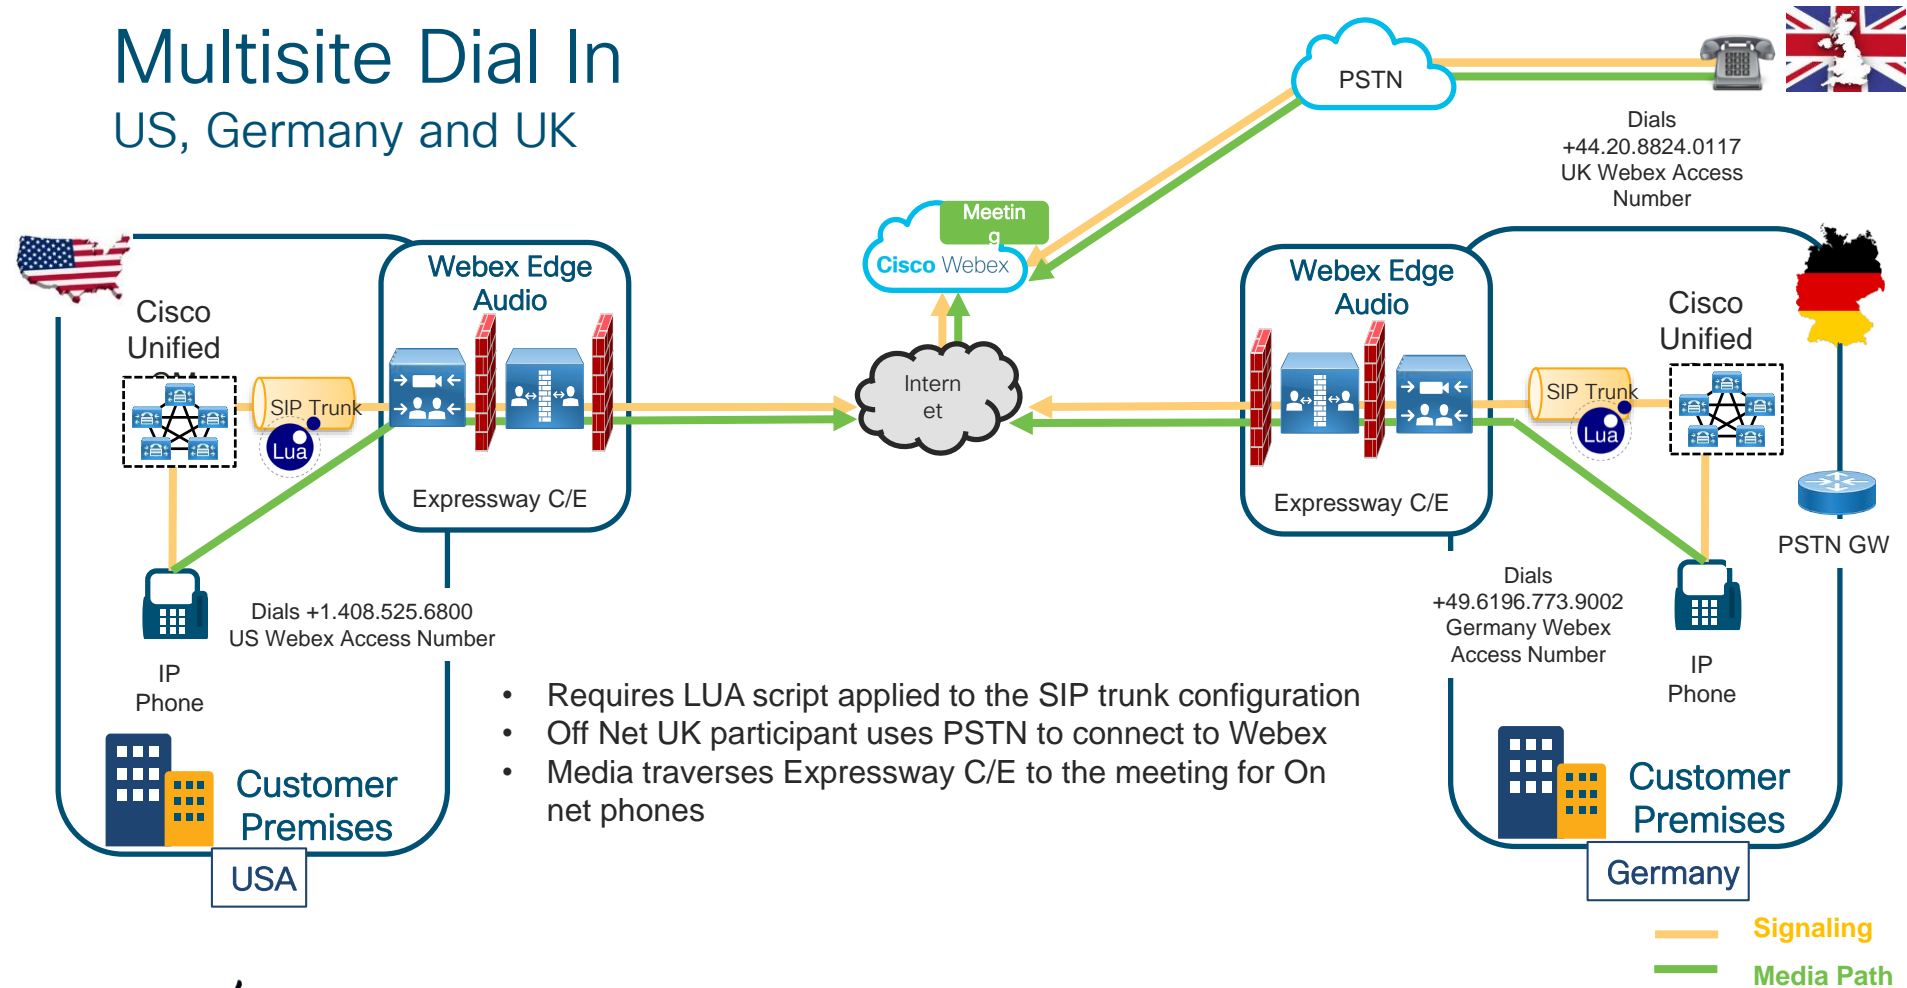 Multisite Dial In
US, Germany and UK
PSTN
Dials
+44.20.8824.0117
UK Webex Access
Number
Meetin
g
Cisco Webex
Webex Edge
Audio
Cisco
Unified
SIP Trunk
Lua
Expressway C/E
Dials +1.408.525.6800
US Webex Access Number
IP
Phone
Customer
Premises
USA
Intern
et
Webex Edge
Audio
Cisco
Unified
SIP Trunk
Lua
Expressway C/E
PSTN GW
Dials
+49.6196.773.9002
Germany Webex
Access Number
IP
Phone
Customer
Premises
Germany
• Requires LUA script applied to the SIP trunk configuration
• Off Net UK participant uses PSTN to connect to Webex
• Media traverses Expressway C/E to the meeting for On
net phones
Signaling
Media Path